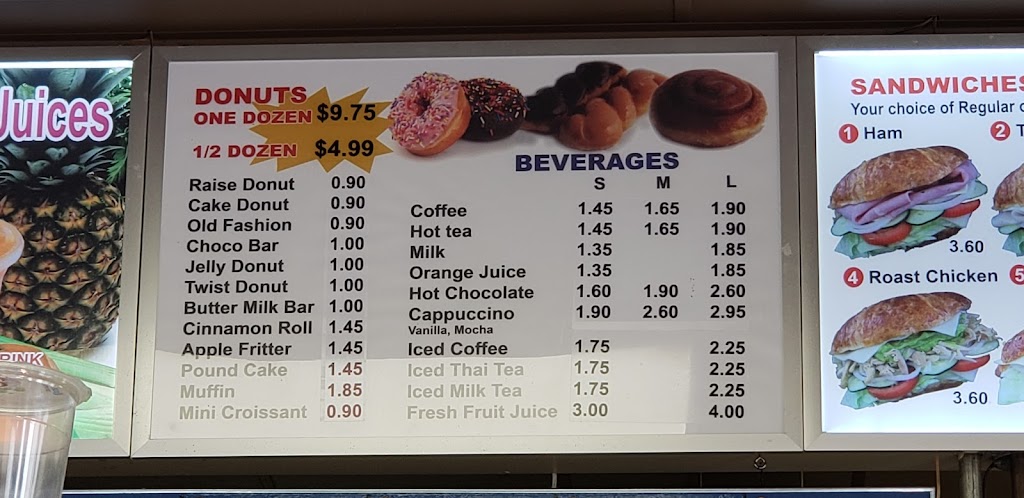 Juices
RINK
DONUTS
ONE DOZEN $9.75
1/2 DOZEN $4.99
Raise Donut 0.90
Cake Donut 0.90
Old Fashion 0.90
Choco Bar 1.00
Jelly Donut 1.00
Twist Donut 1.00
Butter Milk Bar 1.00
Cinnamon Roll 1.45
Apple Fritter 1.45
Pound Cake 1.45
Muffin 1.85
Mini Croissant 0.90
BEVERAGES
S M L
Coffee 1.45 1.65 1.90
Hot tea 1.45 1.65 1.90
Milk 1.35 1.85
Orange Juice 1.35 1.85
Hot Chocolate 1.60 1.90 2.60
Cappuccino 1.90 2.60 2.95
Vanilla, Mocha
Iced Coffee 1.75 2.25
Iced Thai Tea 1.75 2.25
Iced Milk Tea 1.75 2.25
Fresh Fruit Juice 3.00 4.00
SANDWICHES
Your choice of Regular
1 Ham 2 T
3.60
4 Roast Chicken 5
3.60